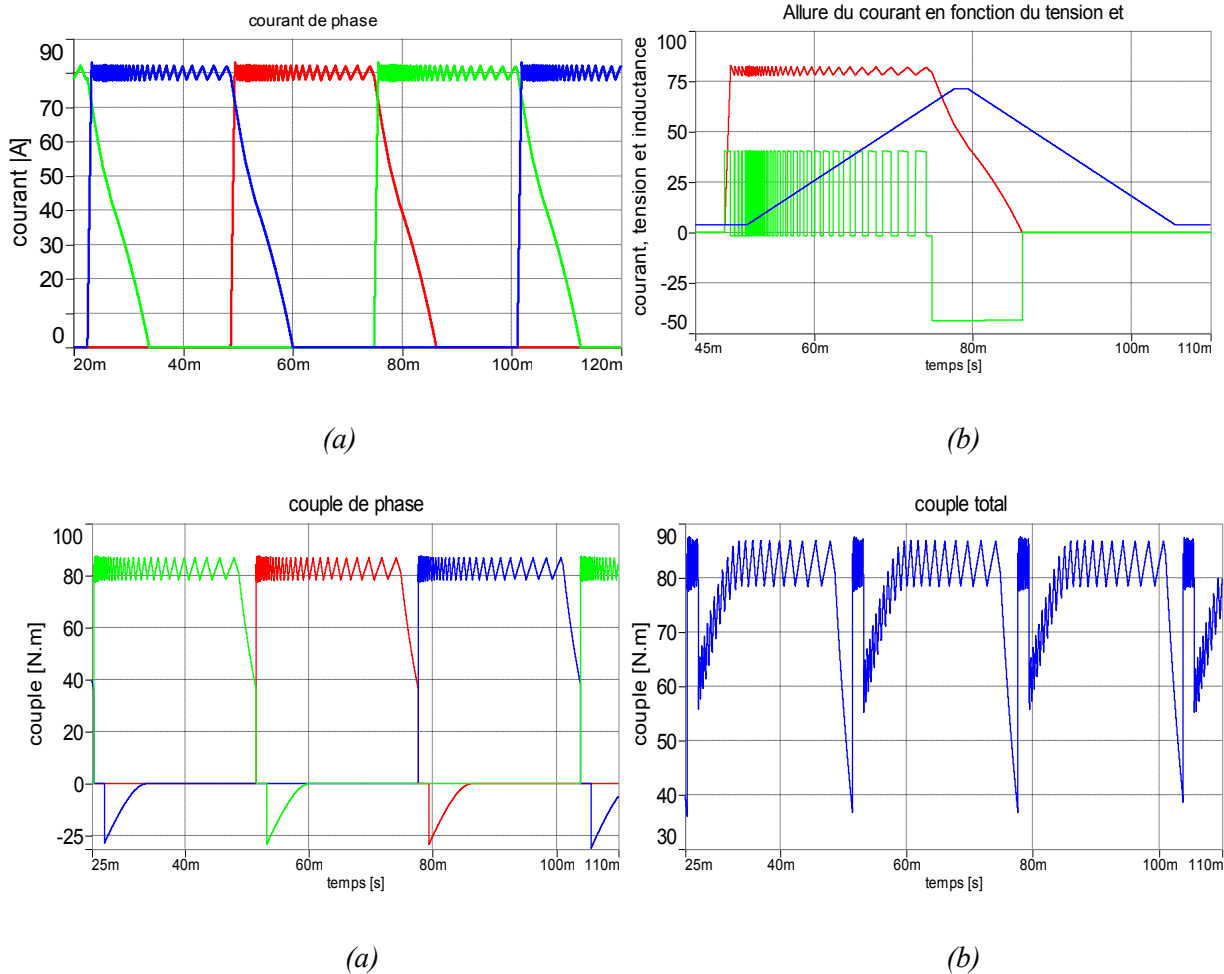 courant de phase
courant |A]
90
70
60
50
40
30
20
0
20m
40m
60m
80m
100m
120m
Allure du courant en fonction du tension et
courant, tension et inductance
100
75
50
25
0
-25
-50
45m
60m
80m
100m
110m
temps [s]
(a)
(b)
couple de phase
couple [N.m]
100
80
60
40
20
0
-25
25m
40m
60m
80m
100m
110m
temps [s]
couple total
couple [N.m]
90
80
70
60
50
40
30
25m
40m
60m
80m
100m
110m
temps [s]
(a)
(b)